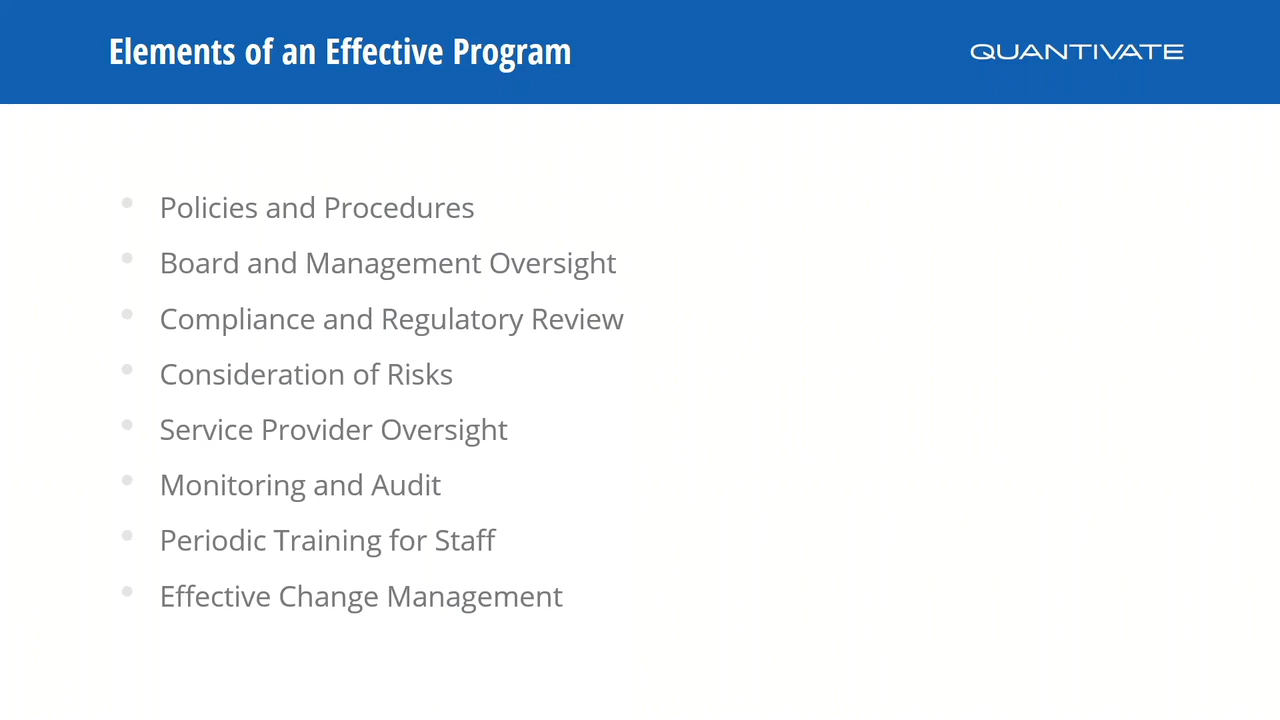 Elements of an Effective Program
QUANTIVATE
Policies and Procedures
Board and Management Oversight
Compliance and Regulatory Review
Consideration of Risks
Service Provider Oversight
Monitoring and Audit
Periodic Training for Staff
Effective Change Management